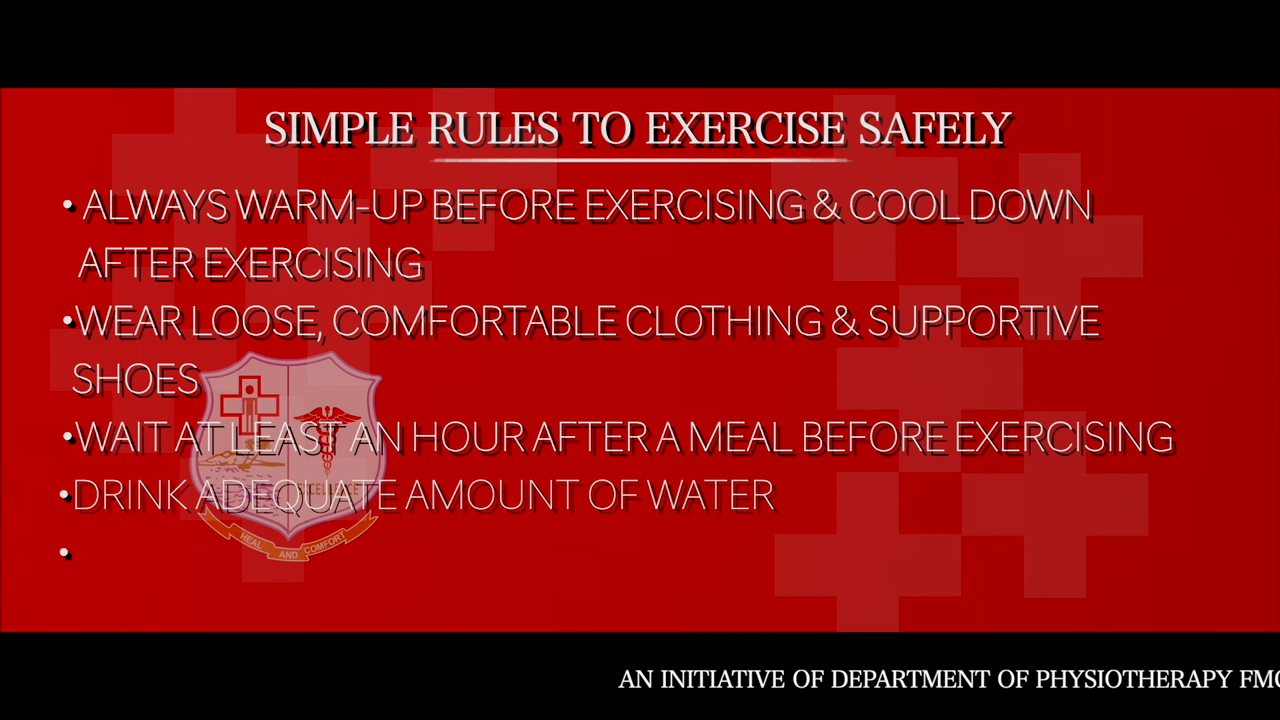 SIMPLE RULES TO EXERCISE SAFELY
• ALWAYS WARM-UP BEFORE EXERCISING & COOL DOWN
AFTER EXERCISING
•WEAR LOOSE, COMFORTABLE CLOTHING & SUPPORTIVE
SHOES
•WAIT AT LEAST AN HOUR AFTER A MEAL BEFORE EXERCISING
•DRINK ADEQUATE AMOUNT OF WATER
•
HEAL AND COMFORT
AN INITIATIVE OF DEPARTMENT OF PHYSIOTHERAPY